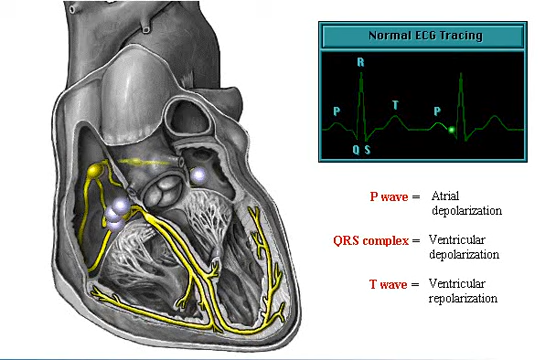 Normal ECG Tracing
R
P
T
P
Q S
P wave = Atrial
depolarization
QRS complex = Ventricular
depolarization
T wave = Ventricular
repolarization